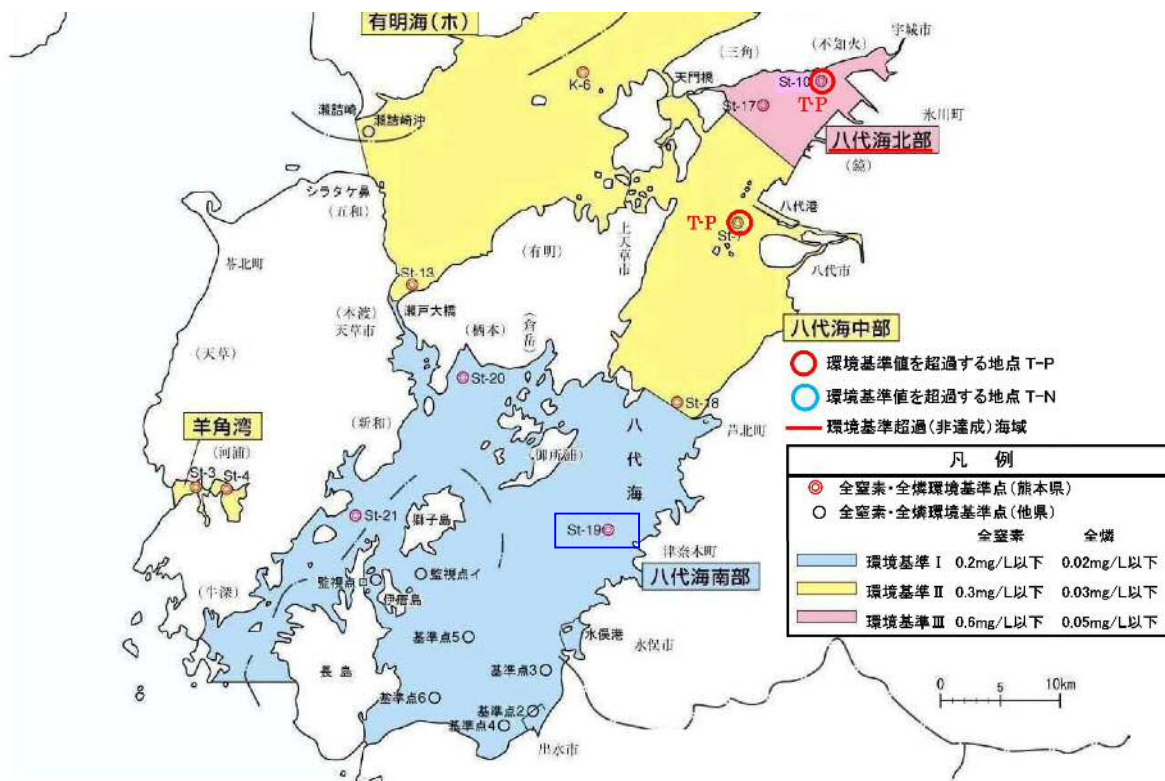 有明海(ホ)
宇城市
(不知火)
(三角)
天門橋
K-6
St-10
T-P
St-17
氷川町
瀬詰崎
瀬詰崎沖
八代海北部
(鏡)
シラタケ鼻
(五和)
八代港
T-P
St-7
上天草市
(有明)
八代市
苓北町
St-13
瀬戸大橋
(本渡)
天草市
(栖本)
(倉岳)
八代海中部
(天草)
St-20
St-18
芦北町
羊角湾
(河浦)
(新和)
八代海
(御所浦)
St-3
St-4
St-21
獅子島
St-19
津奈木町
八代海南部
監視点イ
監視点ロ
伊唐島
(牛深)
基準点5
水俣港
水俣市
長島
基準点3
基準点6
基準点2
基準点4
出水市
環境基準値を超過する地点 T-P
環境基準値を超過する地点 T-N
環境基準超過(非達成)海域
凡 例
全窒素・全燐環境基準点(熊本県)
全窒素・全燐環境基準点(他県)
全窒素 全燐
環境基準Ⅰ 0.2mg/L以下 0.02mg/L以下
環境基準Ⅱ 0.3mg/L以下 0.03mg/L以下
環境基準Ⅲ 0.6mg/L以下 0.05mg/L以下
0 5 10km